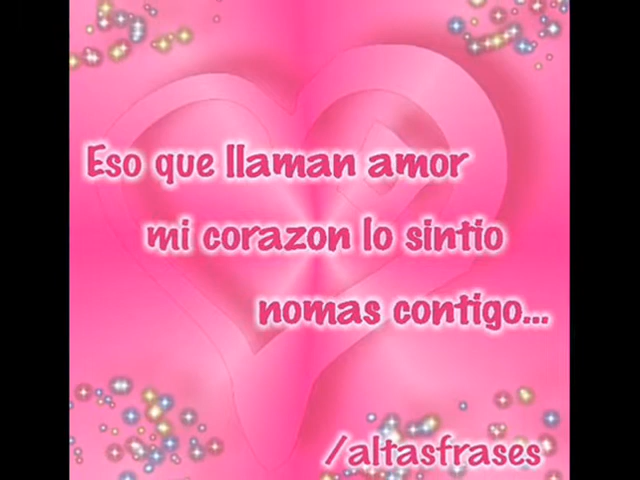 Eso que llaman amor
mi corazon lo sintio
nomas contigo...
/altasfrases